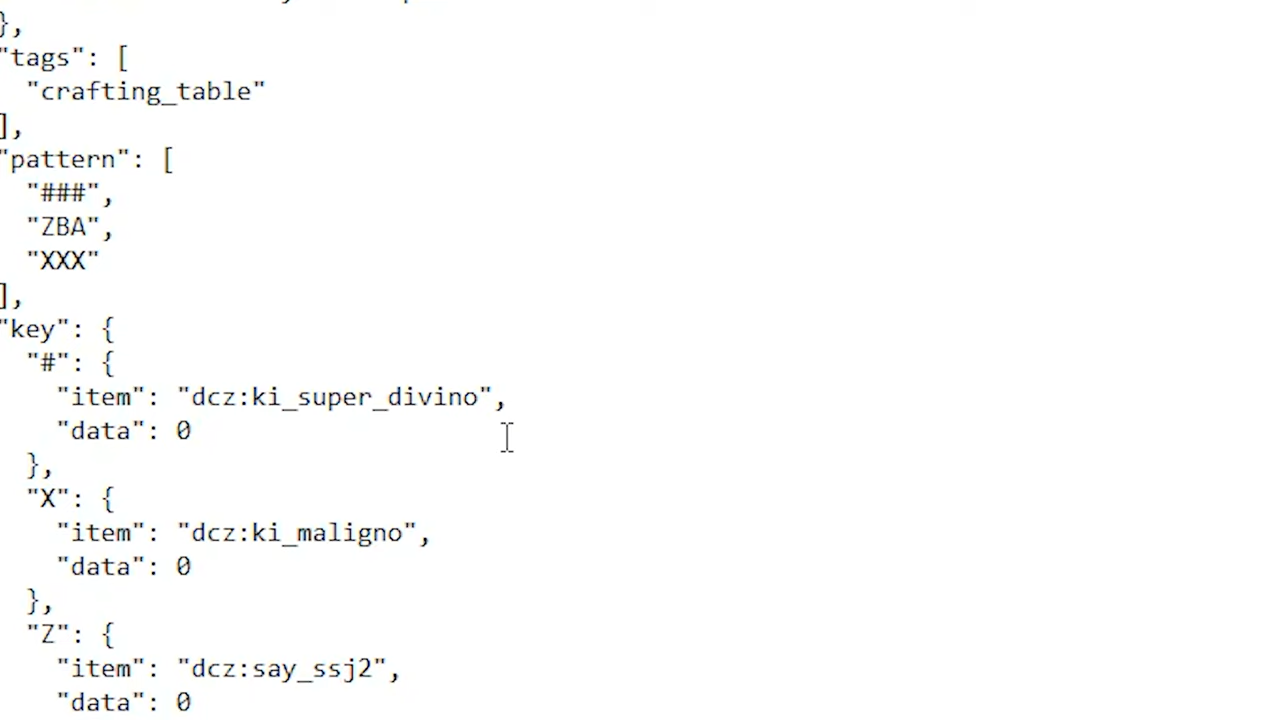 },
"tags": [
"crafting_table"
],
"pattern": [
"###",
"ZBA",
"XXX"
],
"key": {
"#": {
"item": "dcz:ki_super_divino",
"data": 0
},
"X": {
"item": "dcz:ki_maligno",
"data": 0
},
"Z": {
"item": "dcz:say_ssj2",
"data": 0